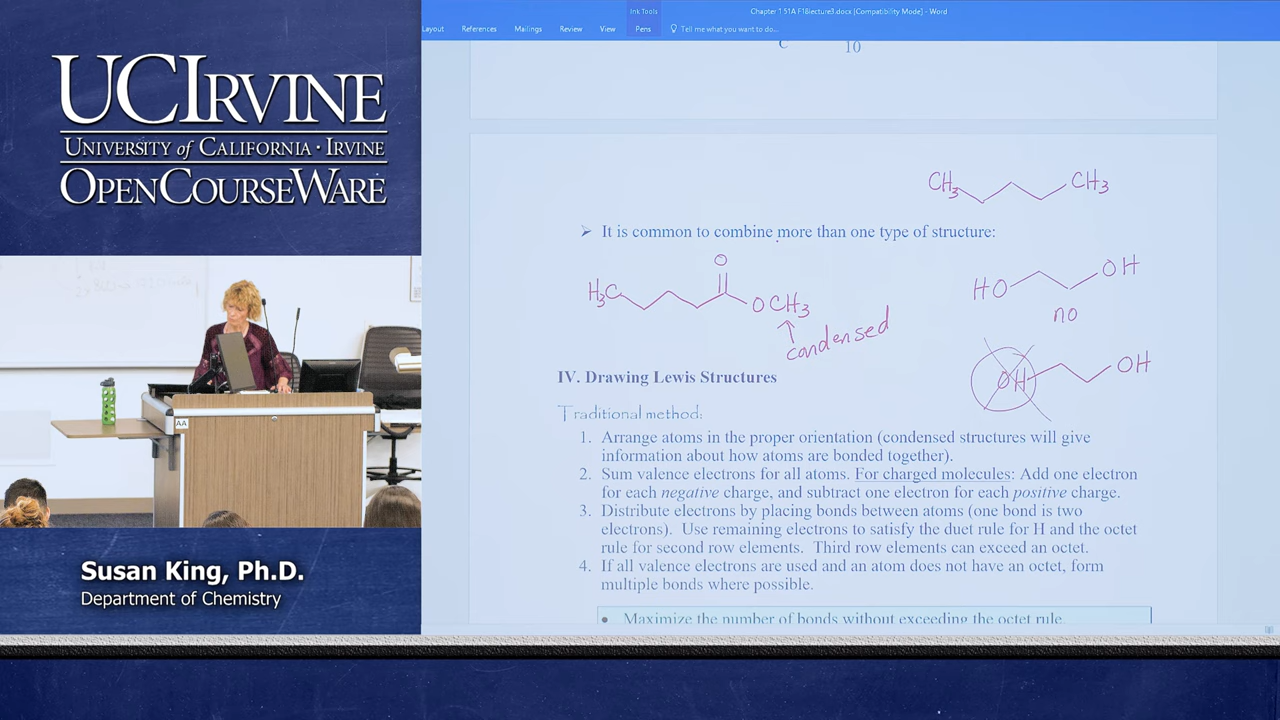 UCIRVINE
UNIVERSITY of CALIFORNIA · IRVINE
OPENCOURSEWARE
AA
Susan King, Ph.D.
Department of Chemistry
Ink Tools
Chapter 1 51A F18lecture3.docx [Compatibility Mode] - Word
Layout References Mailings Review View Pens Tell me what you want to do...
C 10
CH3 CH3
It is common to combine more than one type of structure:
O
H3C OCH3
condensed
HO OH
no
OH OH
IV. Drawing Lewis Structures
Traditional method:
1. Arrange atoms in the proper orientation (condensed structures will give
information about how atoms are bonded together).
2. Sum valence electrons for all atoms. For charged molecules: Add one electron
for each negative charge, and subtract one electron for each positive charge.
3. Distribute electrons by placing bonds between atoms (one bond is two
electrons). Use remaining electrons to satisfy the duet rule for H and the octet
rule for second row elements. Third row elements can exceed an octet.
4. If all valence electrons are used and an atom does not have an octet, form
multiple bonds where possible.
• Maximize the number of bonds without exceeding the octet rule.